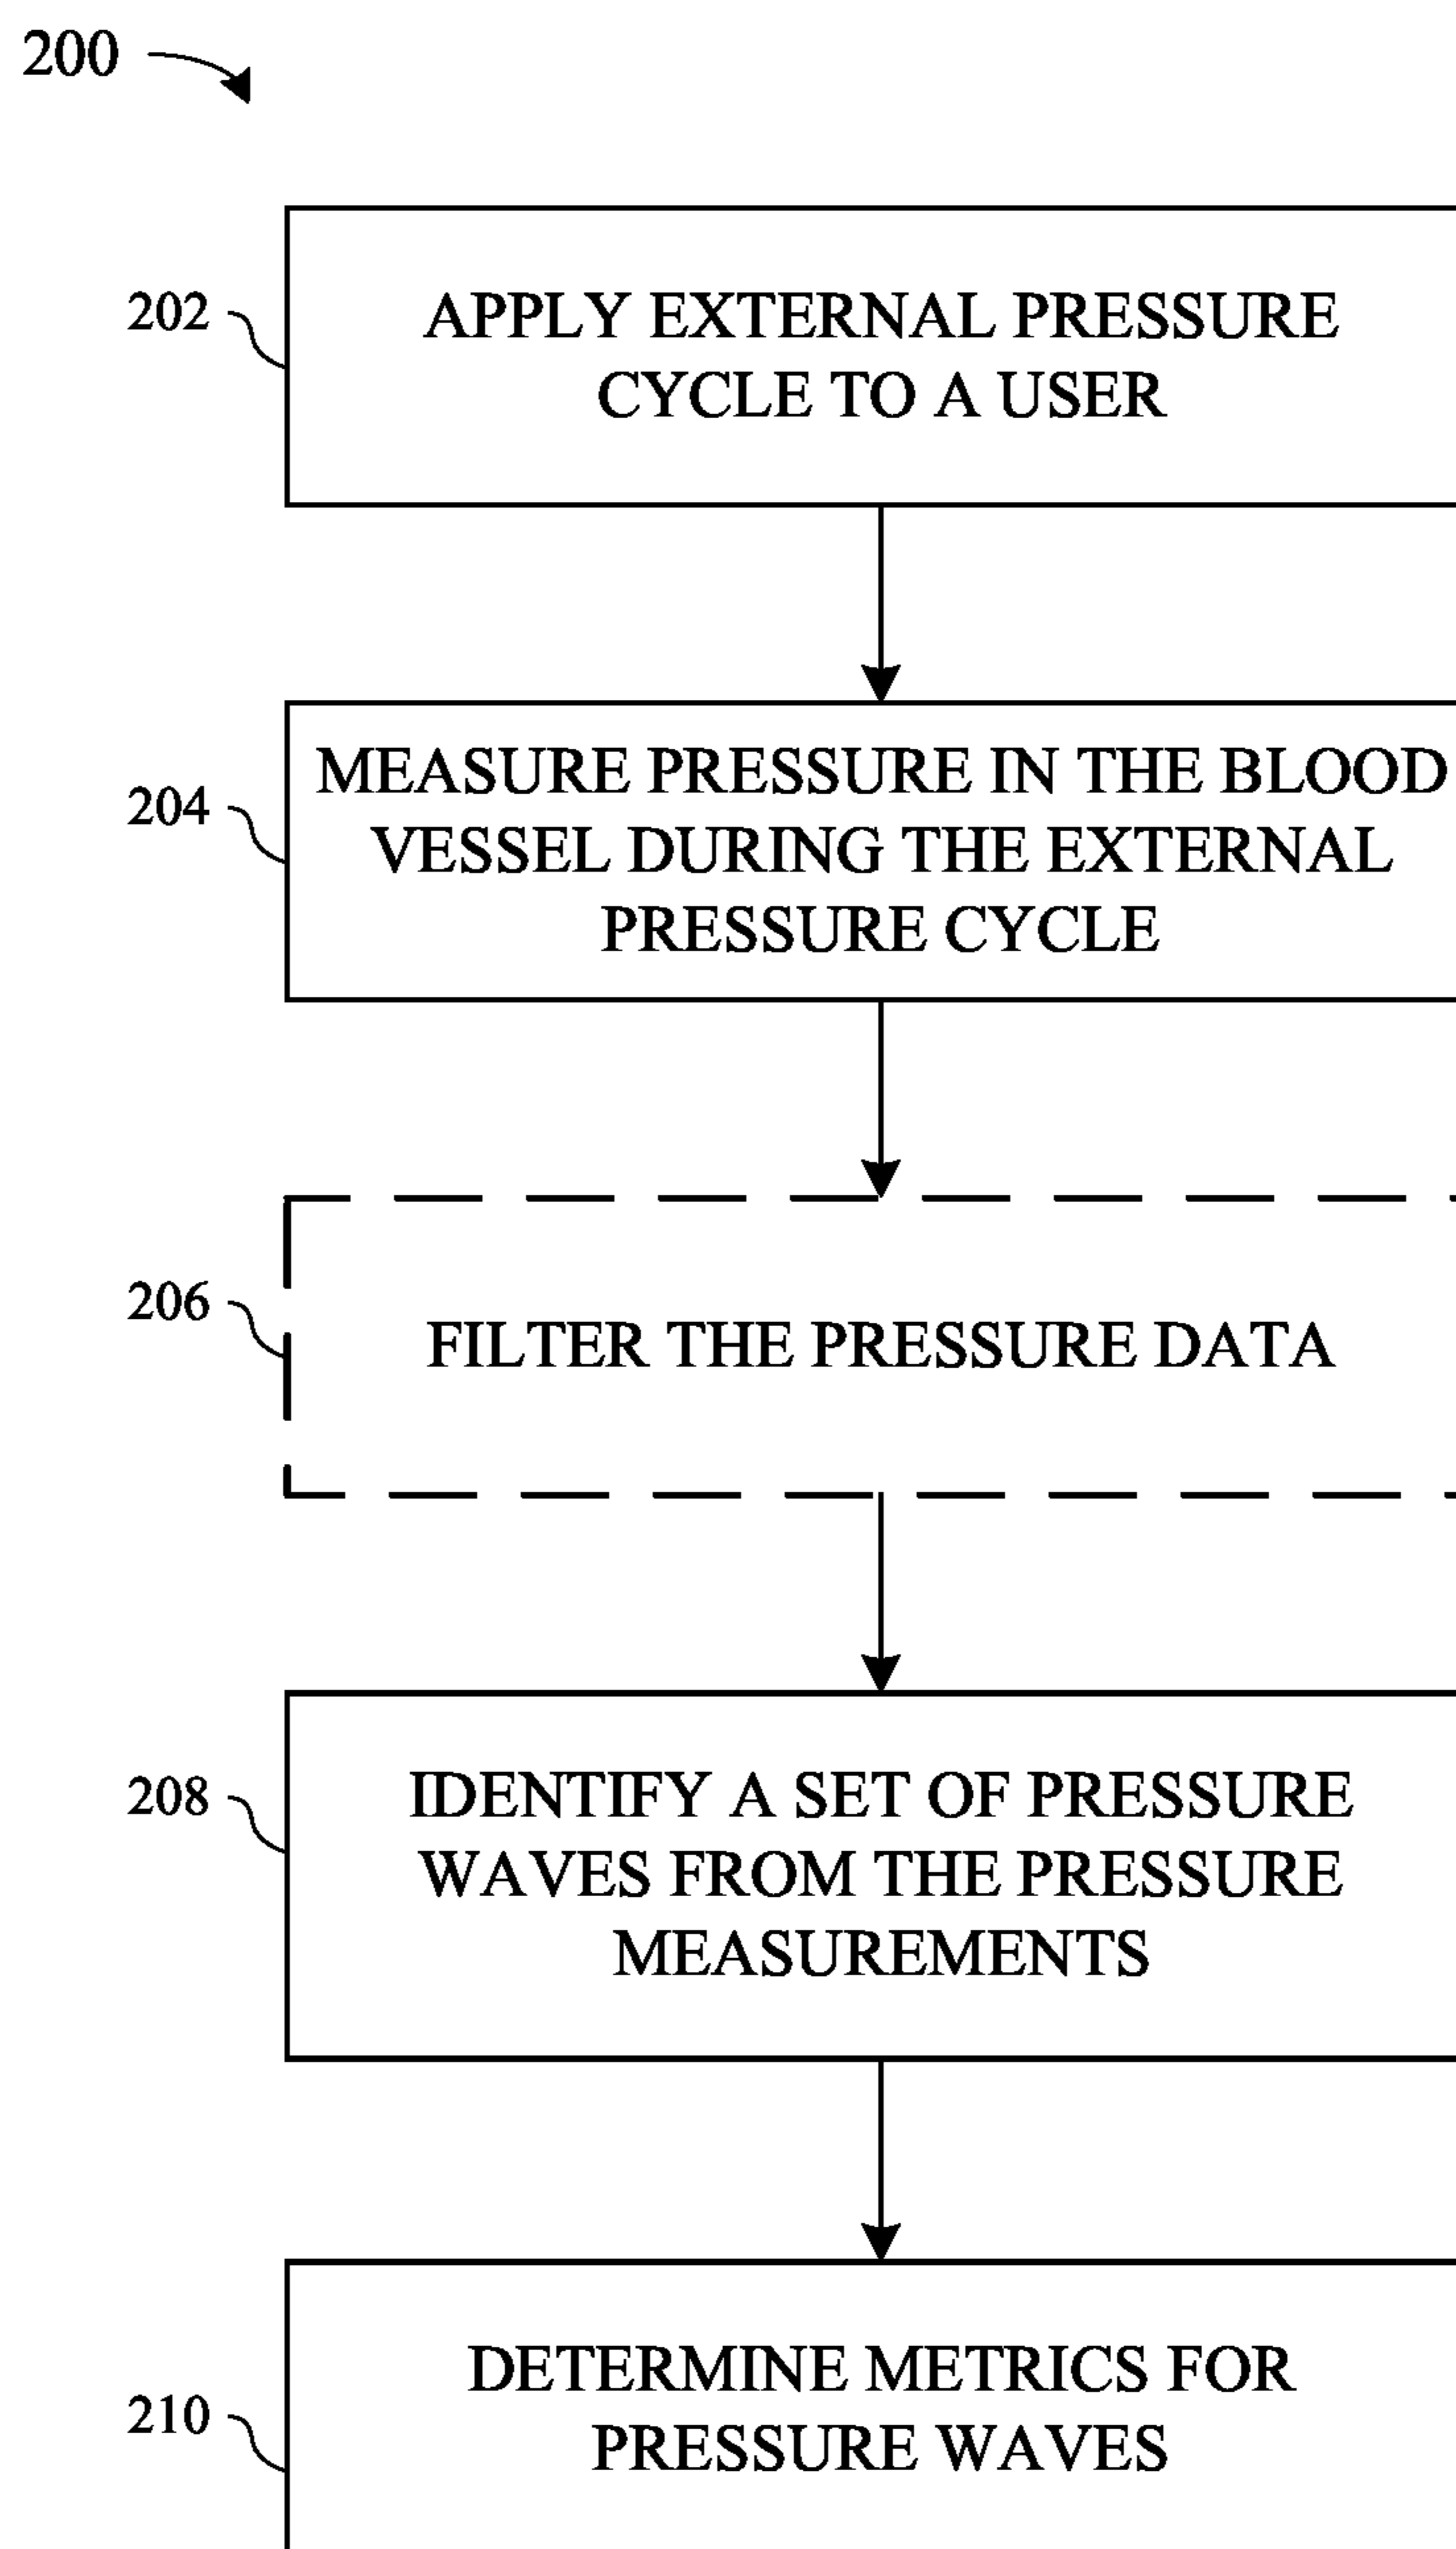 200
202
APPLY EXTERNAL PRESSURE
CYCLE TO A USER
204
MEASURE PRESSURE IN THE BLOOD
VESSEL DURING THE EXTERNAL
PRESSURE CYCLE
206
FILTER THE PRESSURE DATA
208
IDENTIFY A SET OF PRESSURE
WAVES FROM THE PRESSURE
MEASUREMENTS
210
DETERMINE METRICS FOR
PRESSURE WAVES